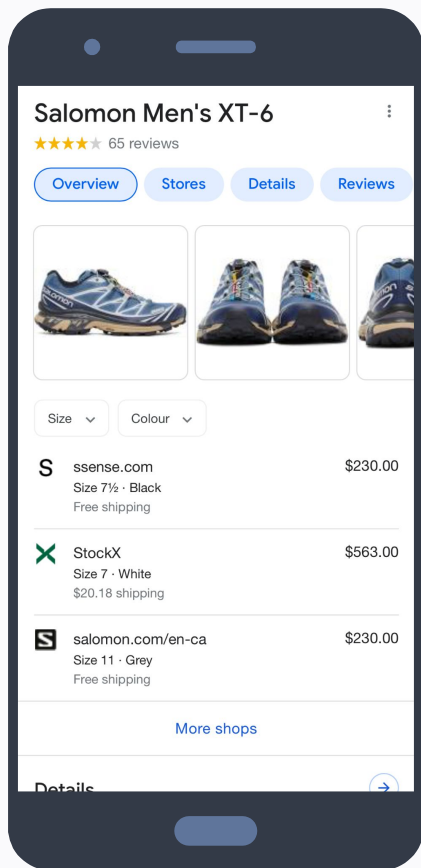 Salomon Men's XT-6
65 reviews
Overview Stores Details Reviews
SALOMON
Size Colour
S ssense.com $230.00
Size 7½ · Black
Free shipping
StockX $563.00
Size 7 · White
$20.18 shipping
S salomon.com/en-ca $230.00
Size 11 · Grey
Free shipping
More shops
Details